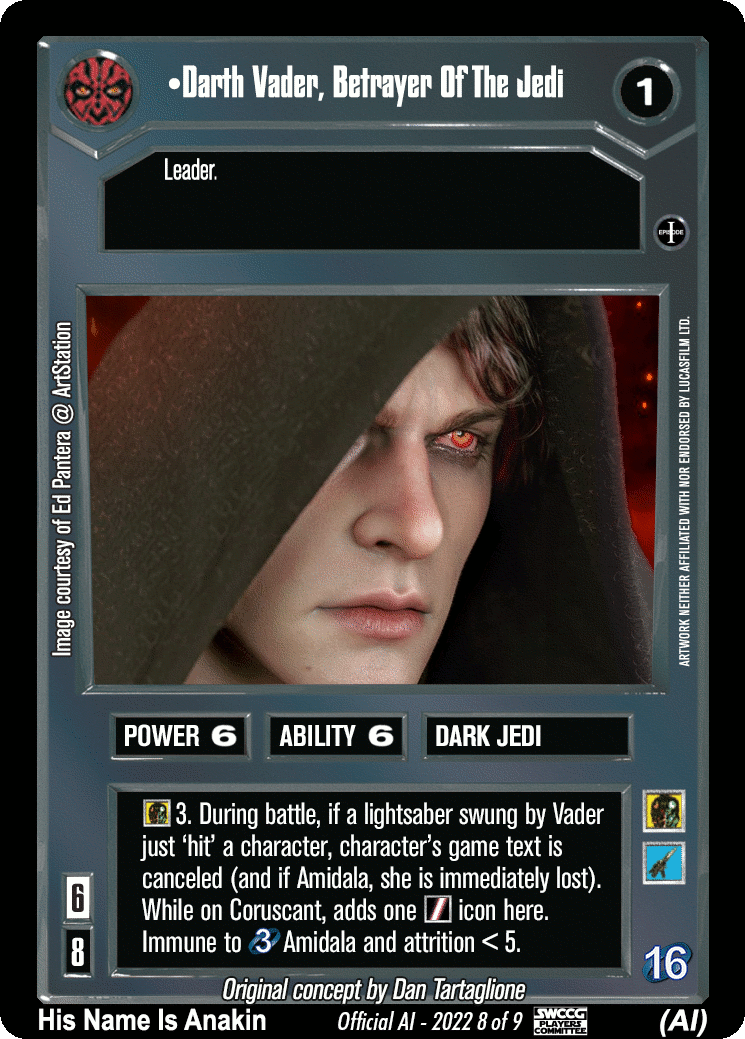 •Darth Vader, Betrayer Of The Jedi
1
Leader.
EPISODE
I
Image courtesy of Ed Pantera @ ArtStation
ARTWORK NEITHER AFFILIATED WITH NOR ENDORSED BY LUCASFILM LTD.
POWER 6
ABILITY 6
DARK JEDI
3. During battle, if a lightsaber swung by Vader
just ‘hit’ a character, character’s game text is
canceled (and if Amidala, she is immediately lost).
While on Coruscant, adds one icon here.
Immune to 3 Amidala and attrition < 5.
6
8
16
Original concept by Dan Tartaglione
His Name Is Anakin
Official AI - 2022 8 of 9
SWCCG
PLAYERS
COMMITTEE
(AI)